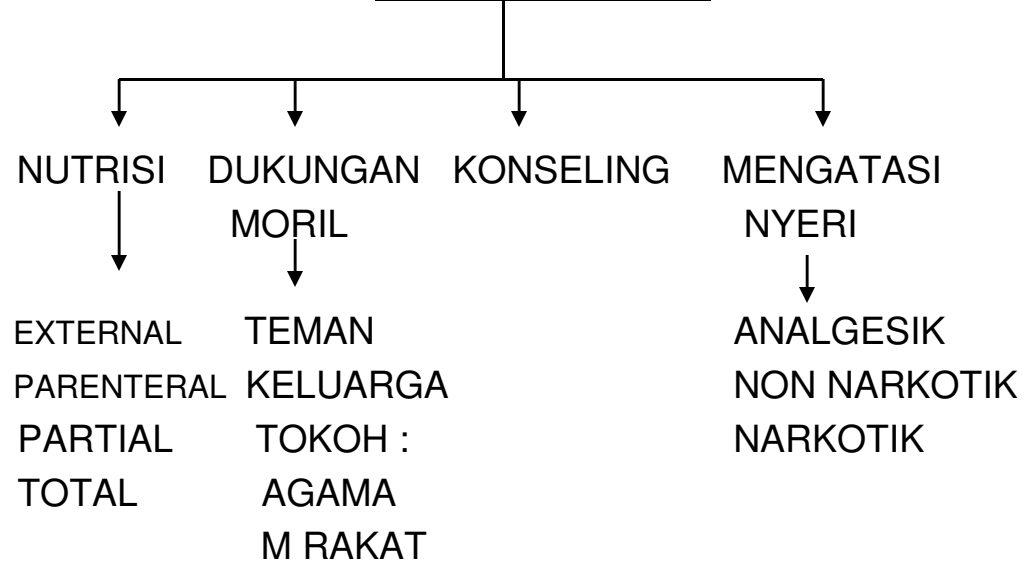 NUTRISI
EXTERNAL
PARENTERAL
PARTIAL
TOTAL
DUKUNGAN
MORIL
TEMAN
KELUARGA
TOKOH :
AGAMA
M RAKAT
KONSELING
MENGATASI
NYERI
ANALGESIK
NON NARKOTIK
NARKOTIK